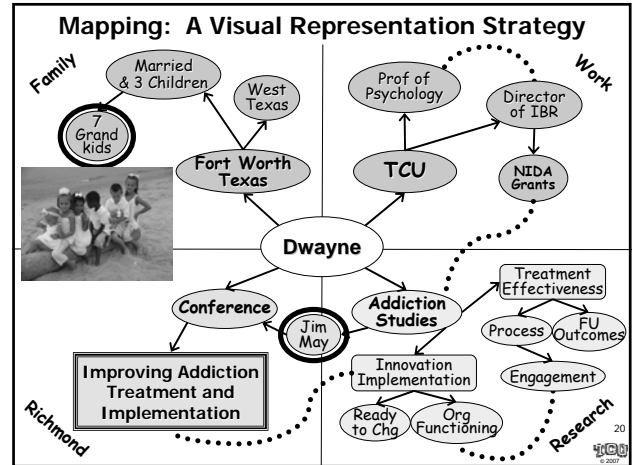 Mapping: A Visual Representation Strategy
Family
Married
& 3 Children
West
Texas
7
Grand
kids
Fort Worth
Texas
Work
Prof of
Psychology
Director
of IBR
TCU
NIDA
Grants
Dwayne
Conference
Jim
May
Addiction
Studies
Improving Addiction
Treatment and
Implementation
Richmond
Treatment
Effectiveness
Process
FU
Outcomes
Engagement
Innovation
Implementation
Ready
to Chg
Org
Functioning
Research
20
TCU
© 2007